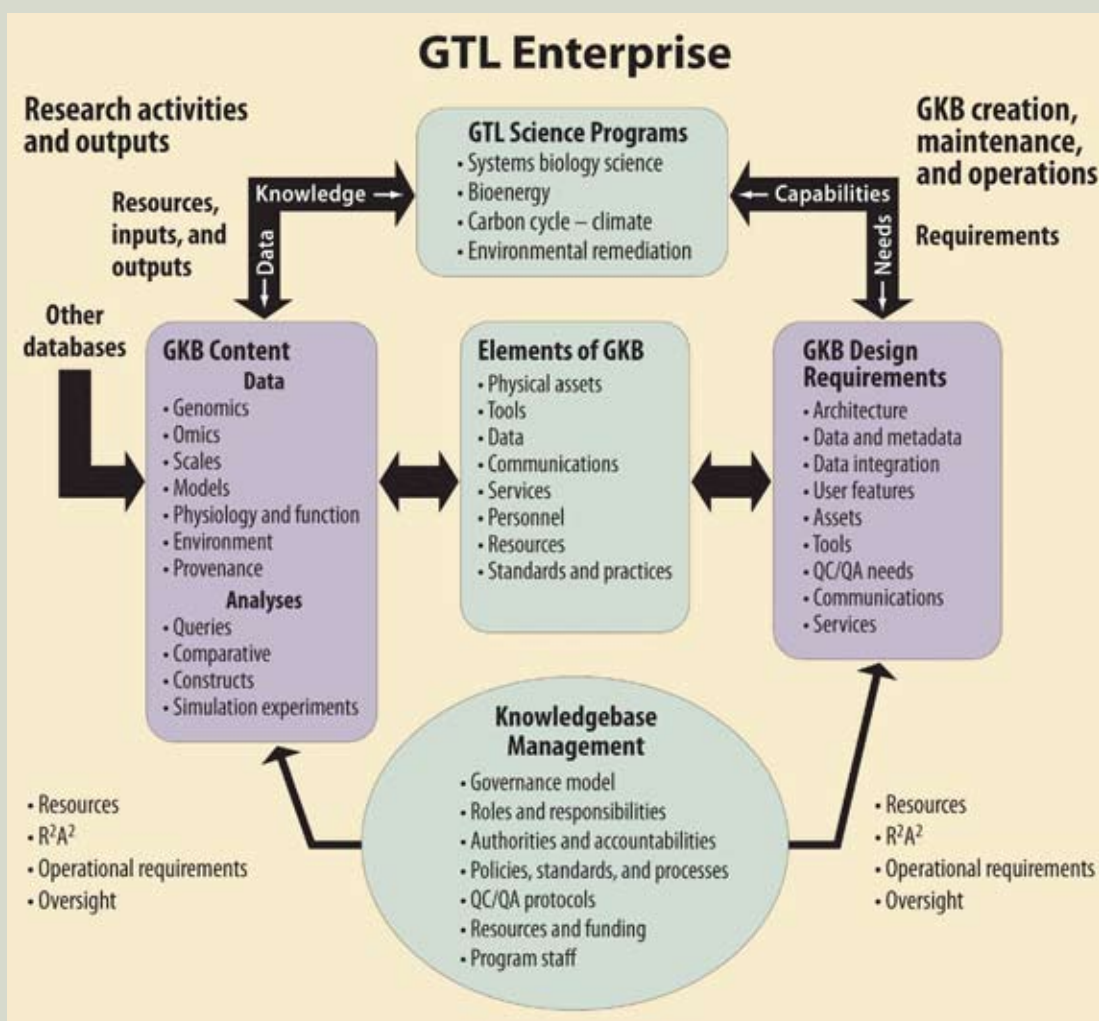 GTL Enterprise
Research activities
and outputs
GTL Science Programs
• Systems biology science
• Bioenergy
• Carbon cycle – climate
• Environmental remediation
GKB creation,
maintenance,
and operations
Knowledge →
← Data
← Capabilities
← Needs
Resources,
inputs, and
outputs
Requirements
Other
databases
GKB Content
Data
• Genomics
• Omics
• Scales
• Models
• Physiology and function
• Environment
• Provenance
Analyses
• Queries
• Comparative
• Constructs
• Simulation experiments
Elements of GKB
• Physical assets
• Tools
• Data
• Communications
• Services
• Personnel
• Resources
• Standards and practices
GKB Design
Requirements
• Architecture
• Data and metadata
• Data integration
• User features
• Assets
• Tools
• QC/QA needs
• Communications
• Services
Knowledgebase
Management
• Governance model
• Roles and responsibilities
• Authorities and accountabilities
• Policies, standards, and processes
• QC/QA protocols
• Resources and funding
• Program staff
• Resources
• R²A²
• Operational requirements
• Oversight
• Resources
• R²A²
• Operational requirements
• Oversight